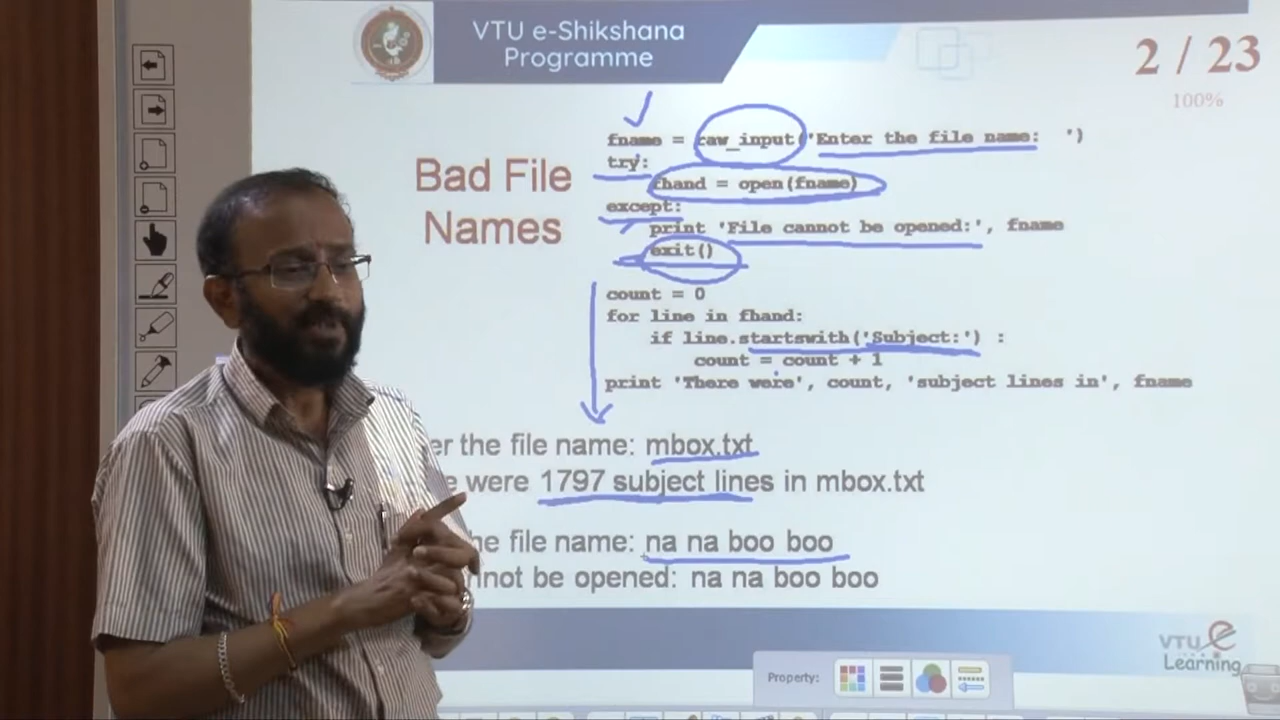 VTU e-Shikshana
Programme
2 / 23
100%
Bad File
Names
fname = raw_input('Enter the file name: ')
try:
fhand = open(fname)
except:
print 'File cannot be opened:', fname
exit()
count = 0
for line in fhand:
if line.startswith('Subject:') :
count = count + 1
print 'There were', count, 'subject lines in', fname
er the file name: mbox.txt
e were 1797 subject lines in mbox.txt
he file name: na na boo boo
nnot be opened: na na boo boo
VTU e
Learning
Property: